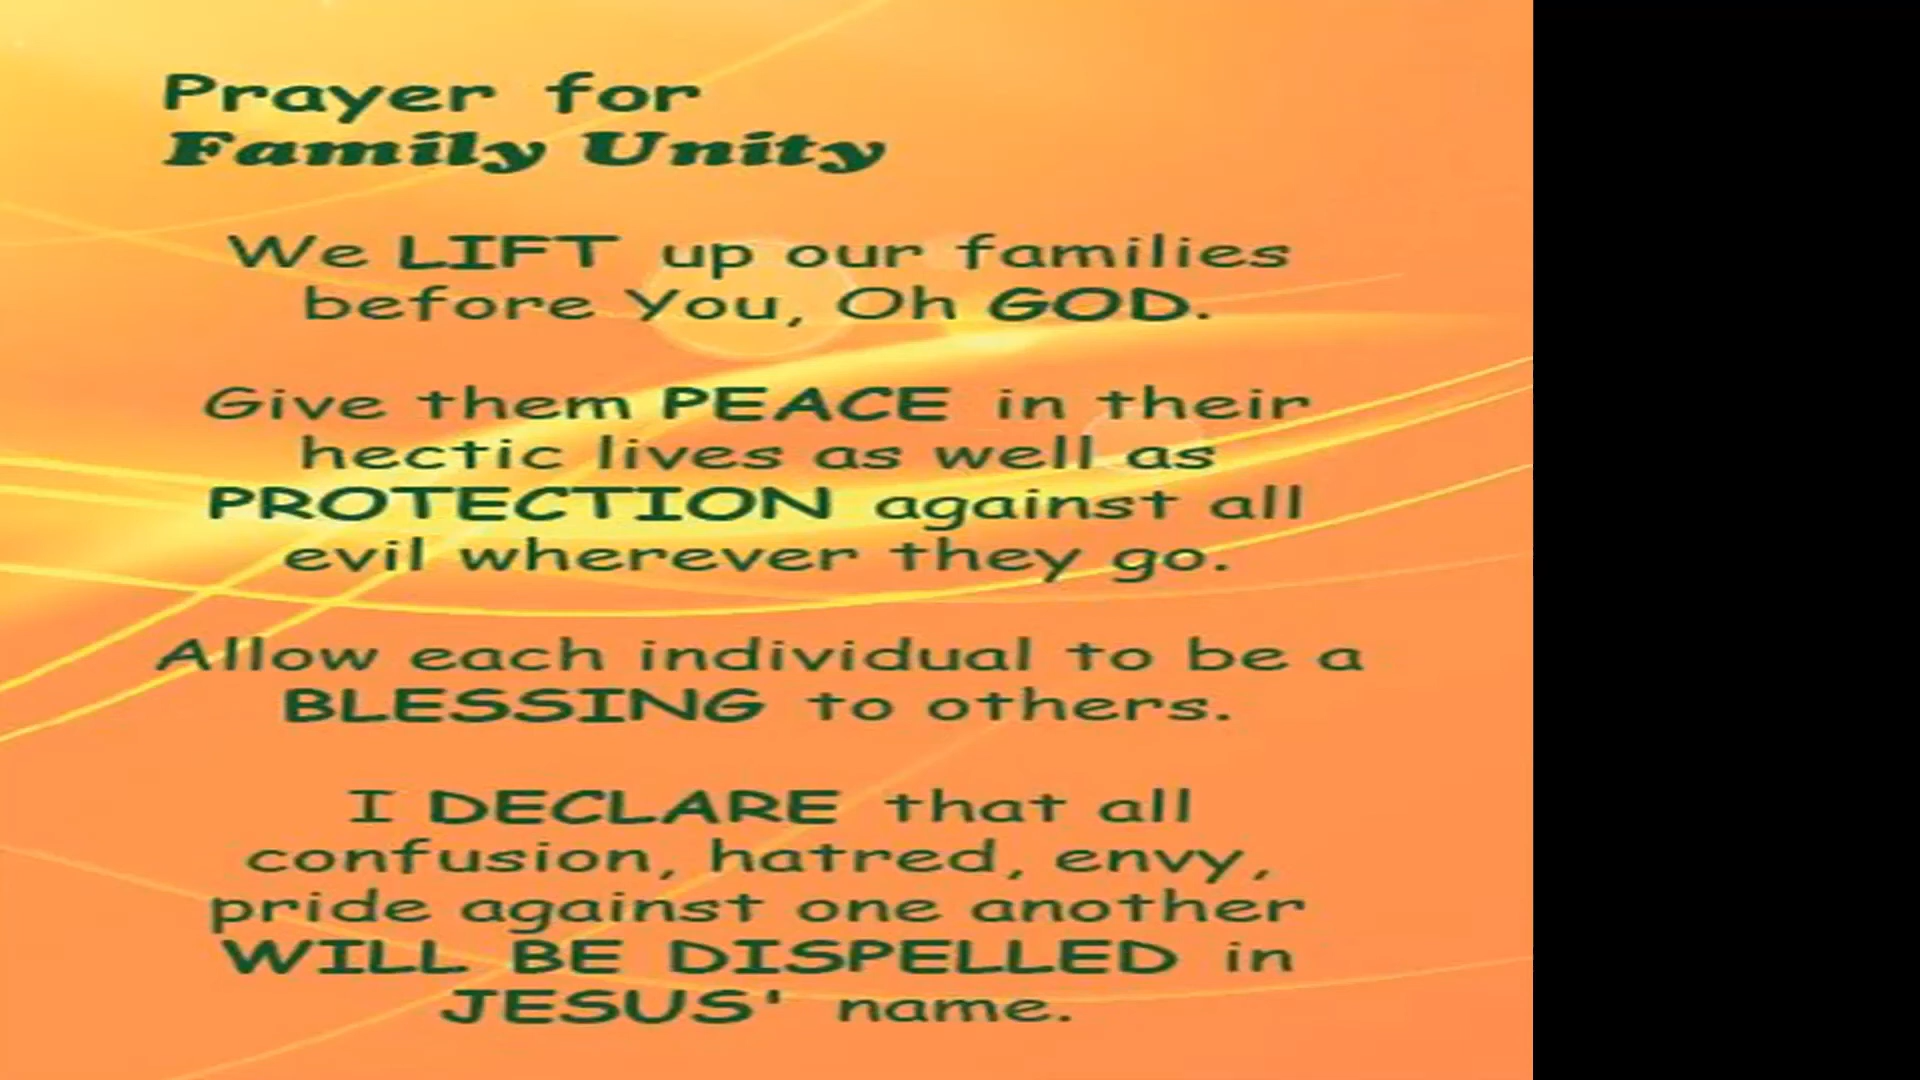 Prayer for
Family Unity
We LIFT up our families
before You, Oh GOD.
Give them PEACE in their
hectic lives as well as
PROTECTION against all
evil wherever they go.
Allow each individual to be a
BLESSING to others.
I DECLARE that all
confusion, hatred, envy,
pride against one another
WILL BE DISPELLED in
JESUS' name.